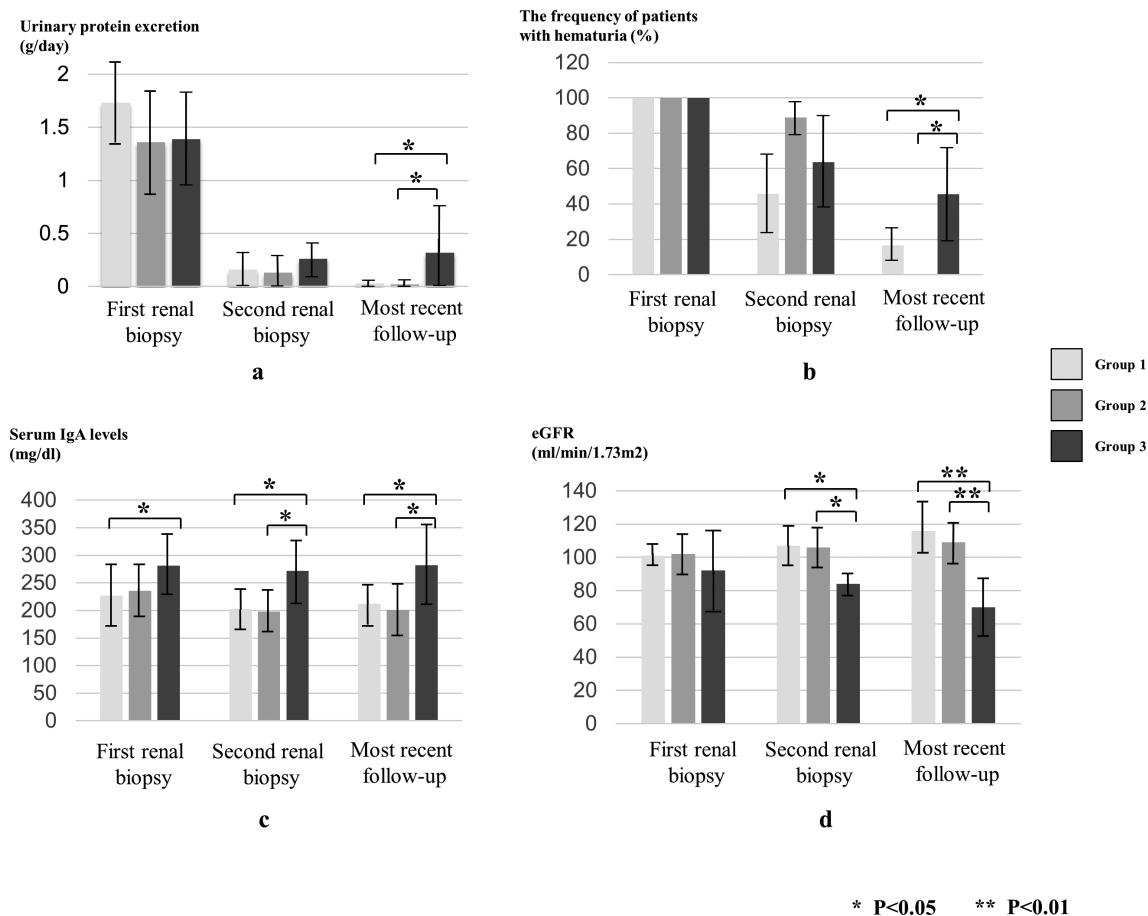 Urinary protein excretion
(g/day)
2
1.5
1
0.5
0
*
*
First renal
biopsy
Second renal
biopsy
Most recent
follow-up
a
The frequency of patients
with hematuria (%)
120
100
80
60
40
20
0
*
*
First renal
biopsy
Second renal
biopsy
Most recent
follow-up
b
Group 1
Group 2
Group 3
Serum IgA levels
(mg/dl)
400
350
300
250
200
150
100
50
0
*
*
*
*
*
First renal
biopsy
Second renal
biopsy
Most recent
follow-up
c
eGFR
(ml/min/1.73m2)
140
120
100
80
60
40
20
0
*
*
**
**
First renal
biopsy
Second renal
biopsy
Most recent
follow-up
d
* P<0.05 ** P<0.01